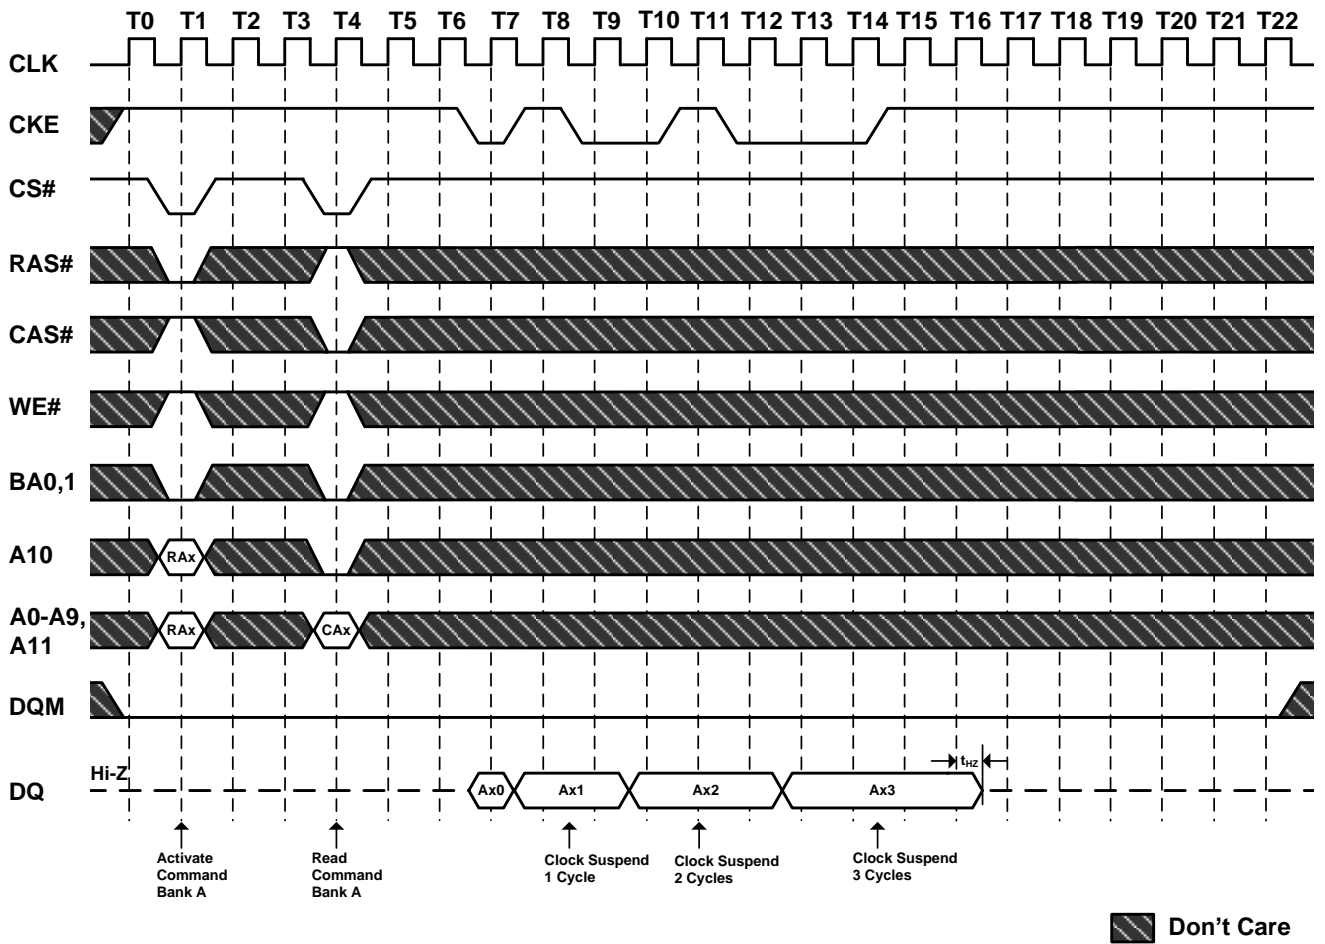 T0 T1 T2 T3 T4 T5 T6 T7 T8 T9 T10 T11 T12 T13 T14 T15 T16 T17 T18 T19 T20 T21 T22
CLK
CKE
CS#
RAS#
CAS#
WE#
BA0,1
A10
RAx
A0-A9,
A11
RAx
CAx
DQM
Hi-Z
tHZ
DQ
Ax0
Ax1
Ax2
Ax3
Activate
Command
Bank A
Read
Command
Bank A
Clock Suspend
1 Cycle
Clock Suspend
2 Cycles
Clock Suspend
3 Cycles
Don't Care